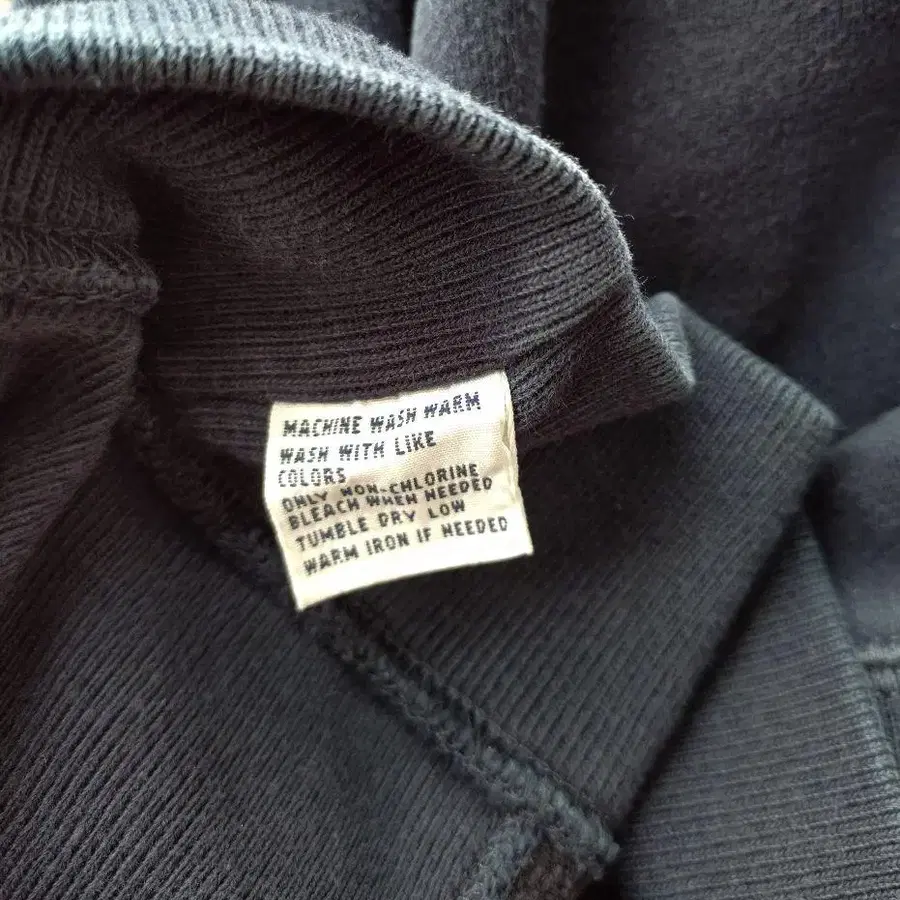 MACHINE WASH WARM
WASH WITH LIKE
COLORS
ONLY NON-CHLORINE
BLEACH WHEN NEEDED
TUMBLE DRY LOW
WARM IRON IF NEEDED